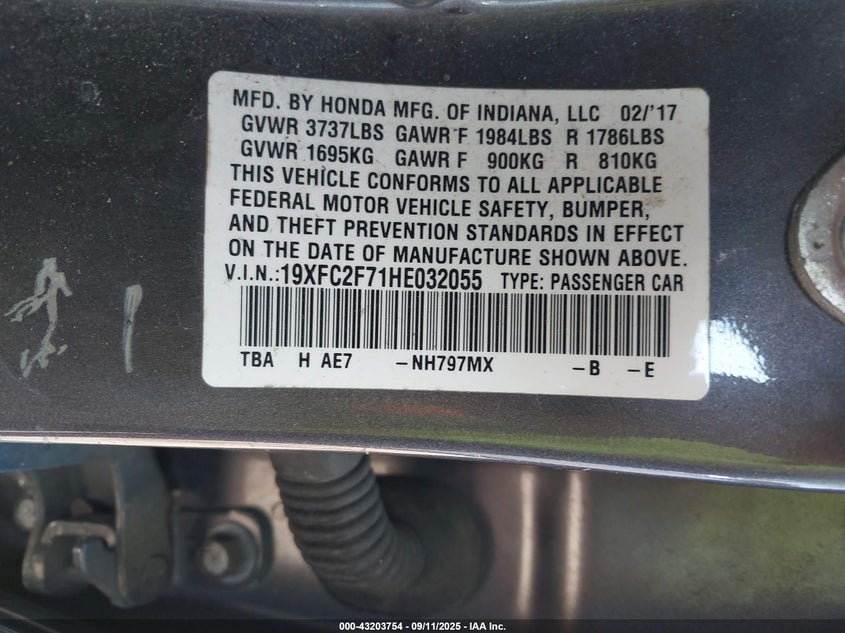 MFD. BY HONDA MFG. OF INDIANA, LLC 02/'17
GVWR 3737LBS GAWR F 1984LBS R 1786LBS
GVWR 1695KG GAWR F 900KG R 810KG
THIS VEHICLE CONFORMS TO ALL APPLICABLE
FEDERAL MOTOR VEHICLE SAFETY, BUMPER,
AND THEFT PREVENTION STANDARDS IN EFFECT
ON THE DATE OF MANUFACTURE SHOWN ABOVE.
V.I.N.:19XFC2F71HE032055 TYPE: PASSENGER CAR
TBA H AE7 -NH797MX -B -E
000-43203754 - 09/11/2025 - IAA Inc.